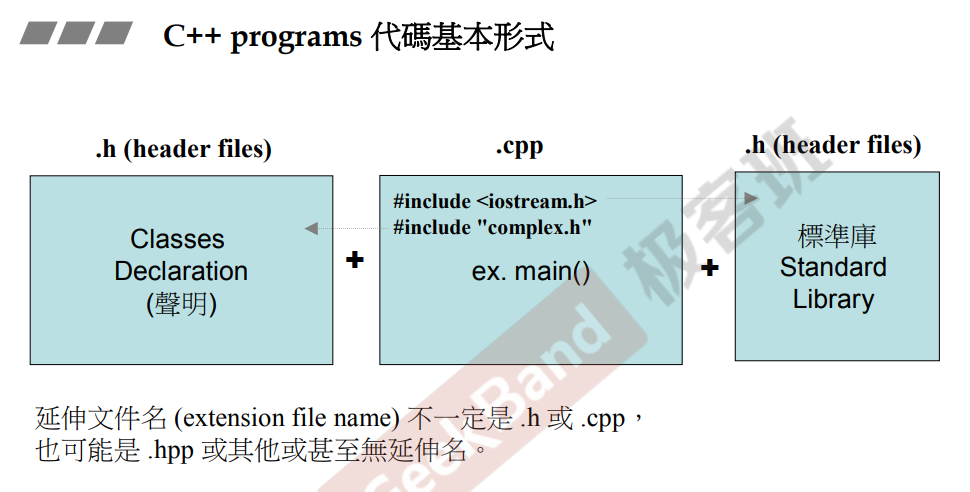 C++ programs 代碼基本形式
.h (header files)
.cpp
.h (header files)
Classes
Declaration
(聲明)
+
#include <iostream.h>
#include "complex.h"
ex. main()
+
標準庫
Standard
Library
延伸文件名 (extension file name) 不一定是 .h 或 .cpp，
也可能是 .hpp 或其他或甚至無延伸名。
GeekBand 极客班